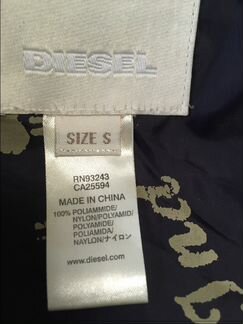 DIESEL
SIZE S
RN93243
CA25594
MADE IN CHINA
100% POLIAMMIDE/
NYLON/POLYAMID/
POLYAMIDE/
POLIAMIDA/
NAYLON/ナイロン
www.diesel.com